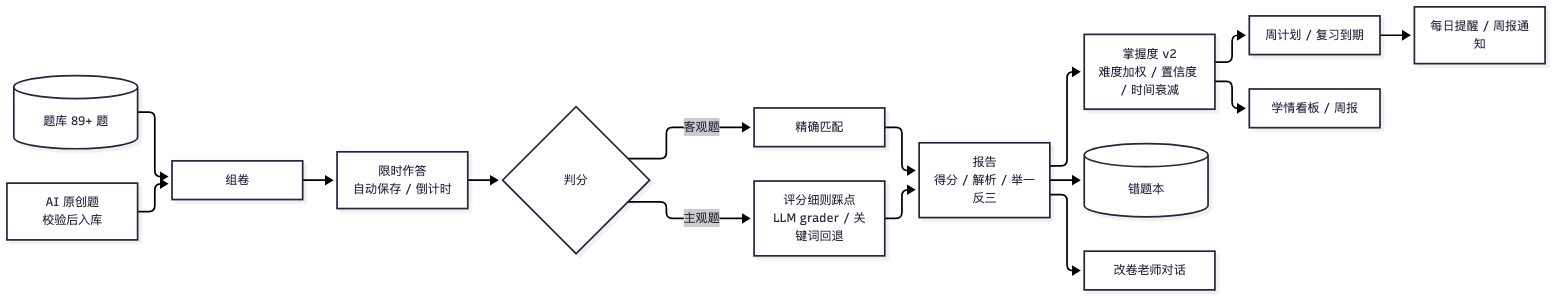 题库 89+ 题
AI 原创题
校验后入库
组卷
限时作答
自动保存 / 倒计时
判分
客观题
主观题
精确匹配
评分细则踩点
LLM grader / 关
键词回退
报告
得分 / 解析 / 举一
反三
掌握度 v2
难度加权 / 置信度
/ 时间衰减
错题本
改卷老师对话
周计划 / 复习到期
学情看板 / 周报
每日提醒 / 周报通
知